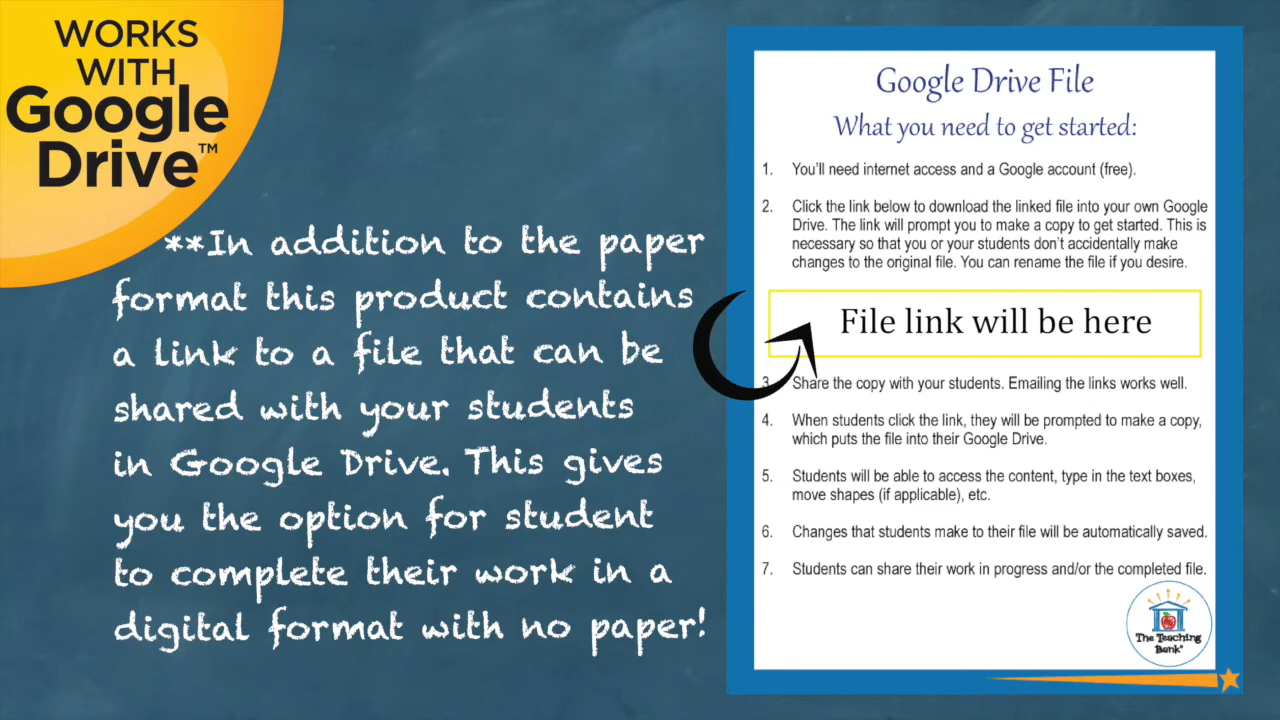 WORKS
WITH
Google
Drive™
**In addition to the paper
format this product contains
a link to a file that can be
shared with your students
in Google Drive. This gives
you the option for student
to complete their work in a
digital format with no paper!
Google Drive File
What you need to get started:
1. You'll need internet access and a Google account (free).
2. Click the link below to download the linked file into your own Google
Drive. The link will prompt you to make a copy to get started. This is
necessary so that you or your students don't accidentally make
changes to the original file. You can rename the file if you desire.
File link will be here
3. Share the copy with your students. Emailing the links works well.
4. When students click the link, they will be prompted to make a copy,
which puts the file into their Google Drive.
5. Students will be able to access the content, type in the text boxes,
move shapes (if applicable), etc.
6. Changes that students make to their file will be automatically saved.
7. Students can share their work in progress and/or the completed file.
The Teaching
Bank®